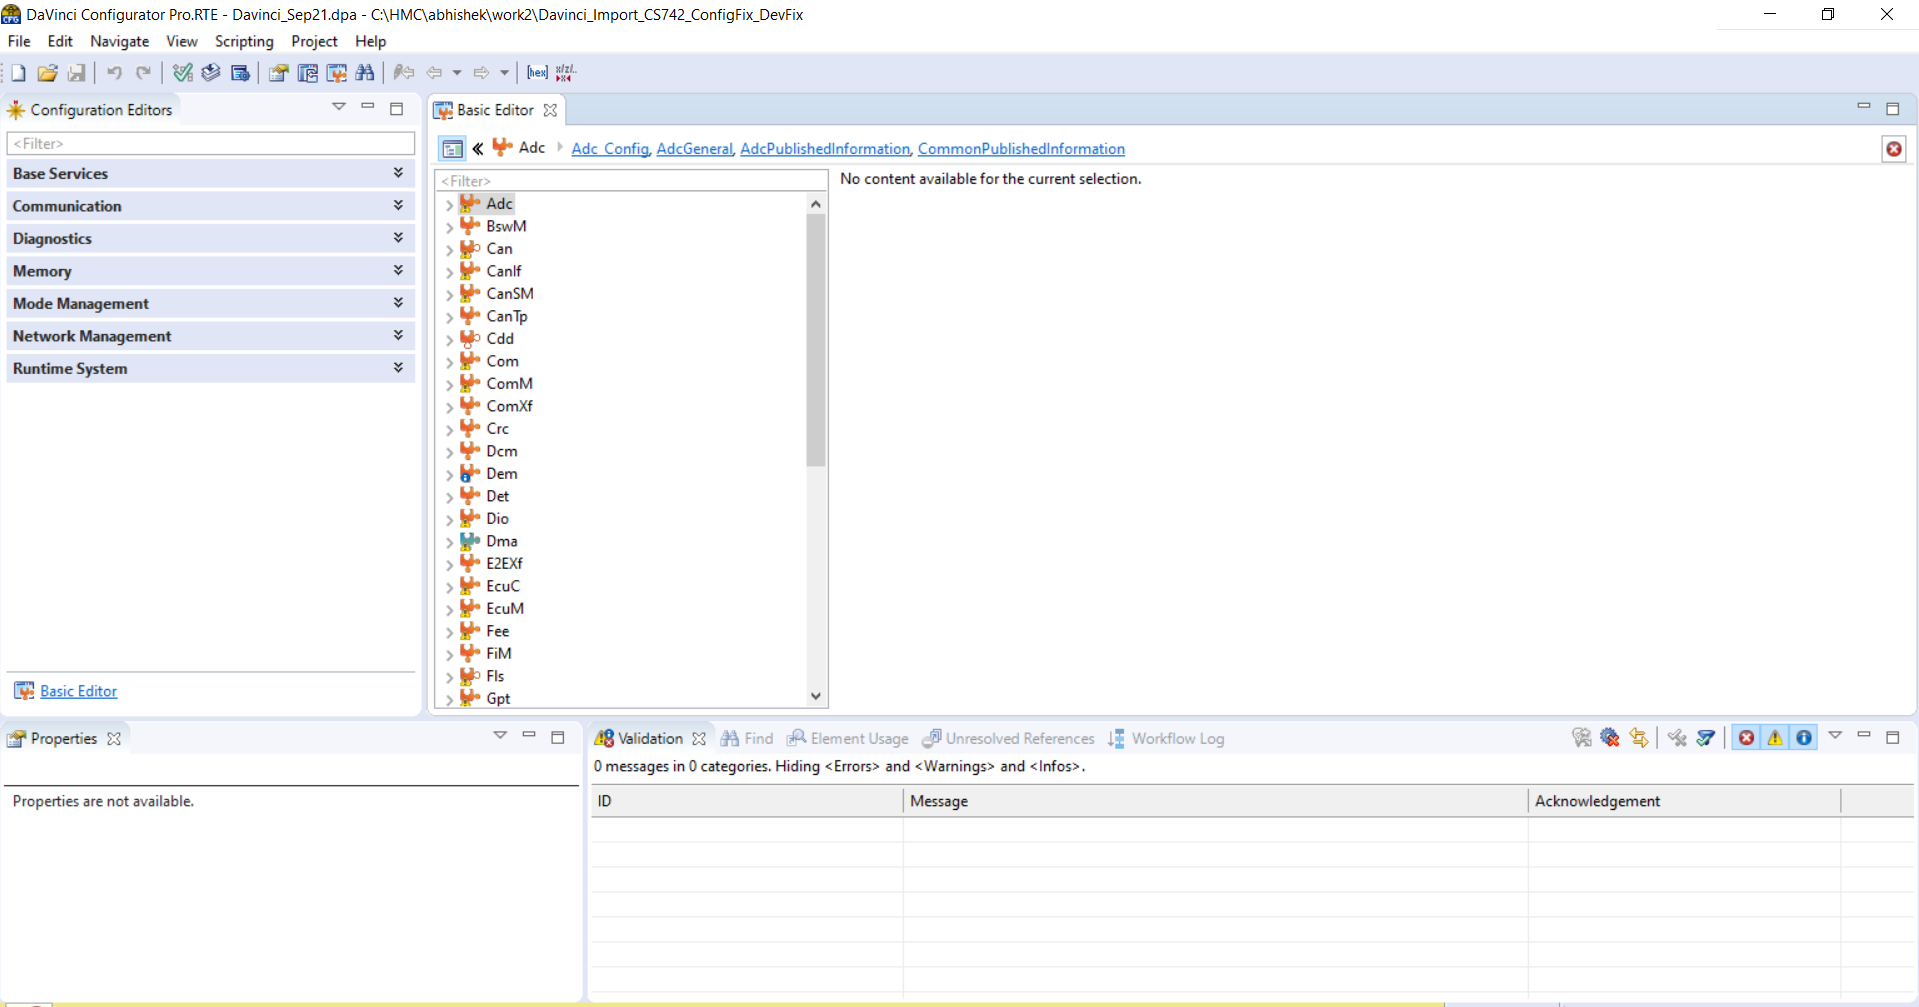 DaVinci Configurator Pro.RTE - Davinci_Sep21.dpa - C:\HMC\abhishek\work2\Davinci_Import_CS742_ConfigFix_DevFix
File Edit Navigate View Scripting Project Help
[hex]
Configuration Editors
<Filter>
Base Services
Communication
Diagnostics
Memory
Mode Management
Network Management
Runtime System
Basic Editor
Basic Editor
Adc Adc_Config, AdcGeneral, AdcPublishedInformation, CommonPublishedInformation
<Filter>
Adc
BswM
Can
CanIf
CanSM
CanTp
Cdd
Com
ComM
ComXf
Crc
Dcm
Dem
Det
Dio
Dma
E2EXf
EcuC
EcuM
Fee
FiM
Fls
Gpt
No content available for the current selection.
Properties
Properties are not available.
Validation Find Element Usage Unresolved References Workflow Log
0 messages in 0 categories. Hiding <Errors> and <Warnings> and <Infos>.
ID Message Acknowledgement